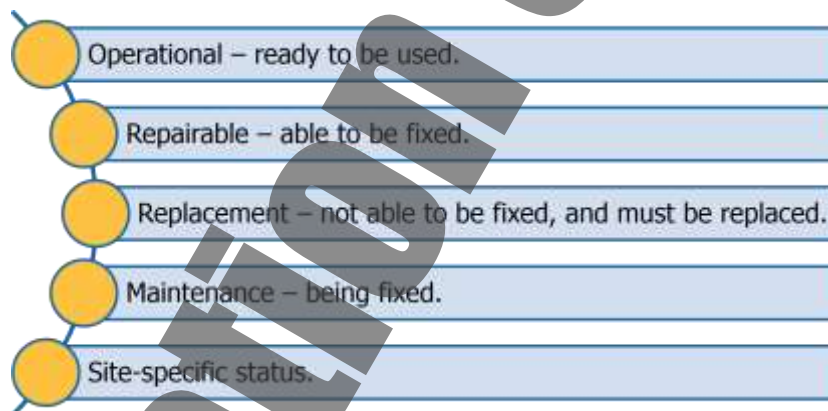 Operational – ready to be used.
Repairable – able to be fixed.
Replacement – not able to be fixed, and must be replaced.
Maintenance – being fixed.
Site-specific status.